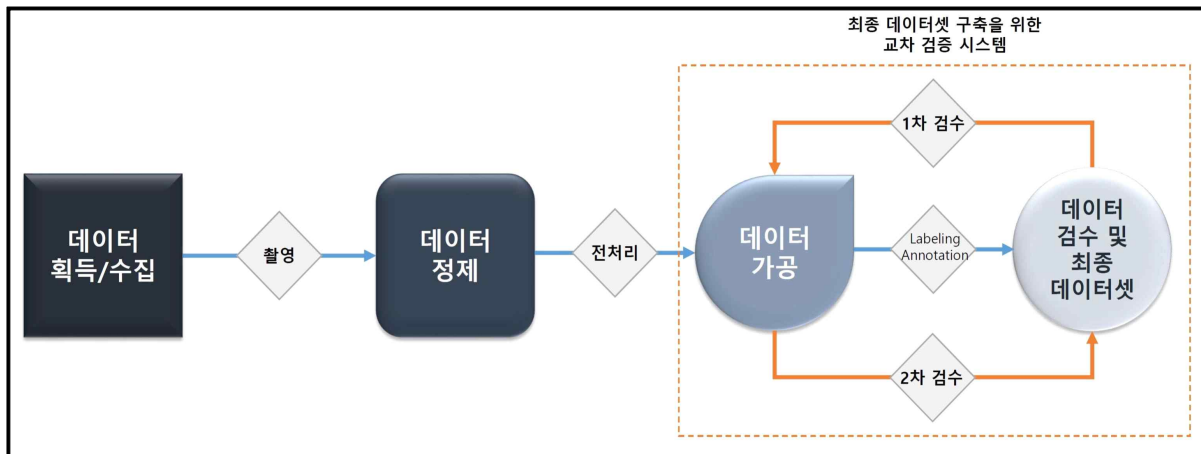 최종 데이터셋 구축을 위한
교차 검증 시스템
1차 검수
데이터
획득/수집
촬영
데이터
정제
전처리
데이터
가공
Labeling
Annotation
데이터
검수 및
최종
데이터셋
2차 검수